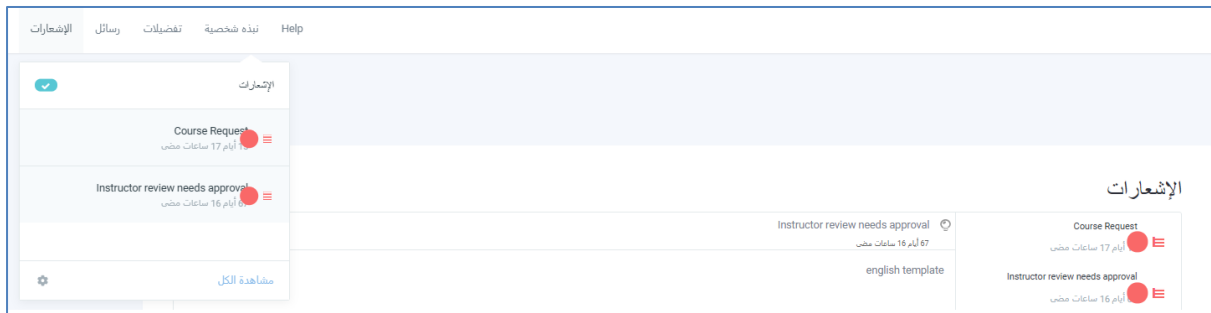 Help نبذه شخصية تفضيلات رسائل الإشعارات
الإشعارات
Course Request
أيام 17 ساعات مضى
Instructor review needs approval
أيام 16 ساعات مضى
مشاهدة الكل
الإشعارات
Course Request
أيام 17 ساعات مضى
Instructor review needs approval
أيام 16 ساعات مضى
Instructor review needs approval
67 أيام 16 ساعات مضى
english template